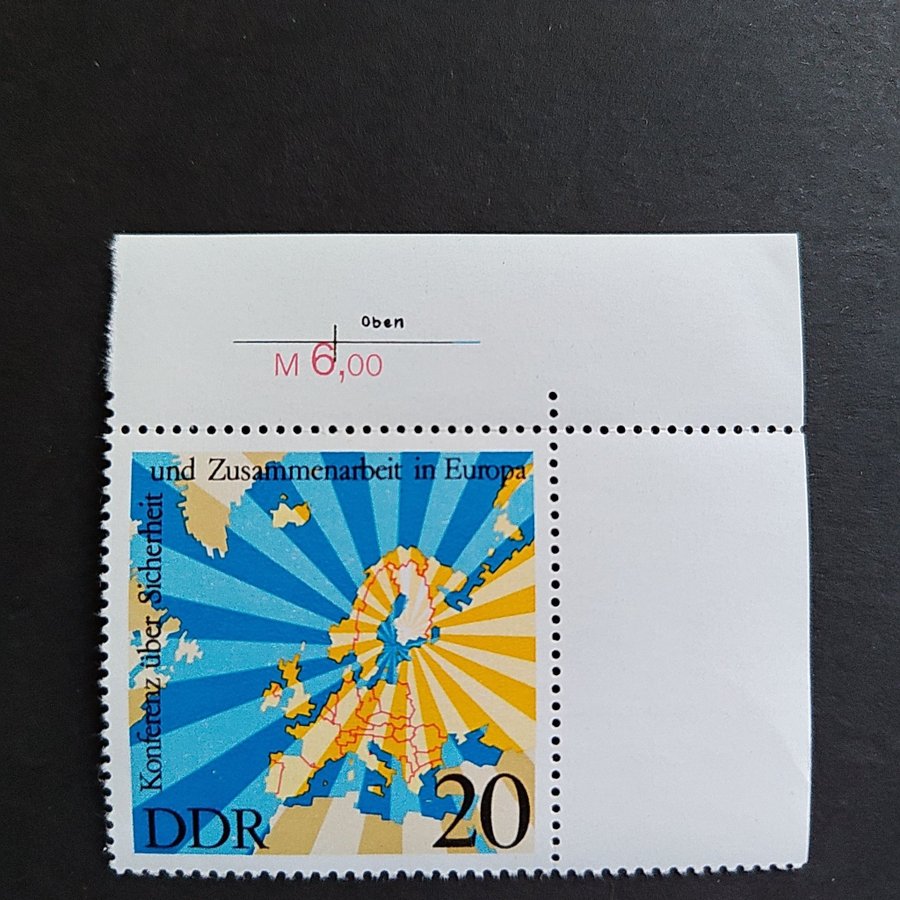 Oben
M 6,00
und Zusammenarbeit in Europa
Konferenz über Sicherheit
DDR
20